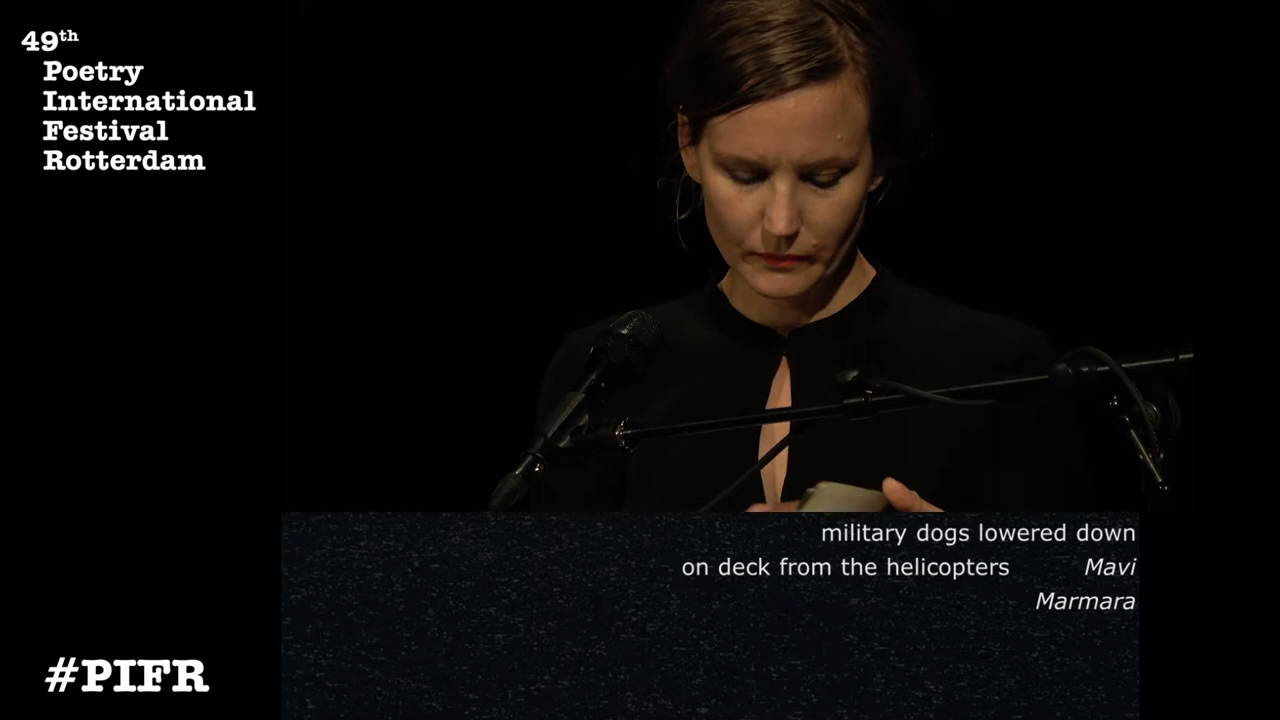 49th
Poetry
International
Festival
Rotterdam
military dogs lowered down
on deck from the helicopters Mavi
Marmara
#PIFR